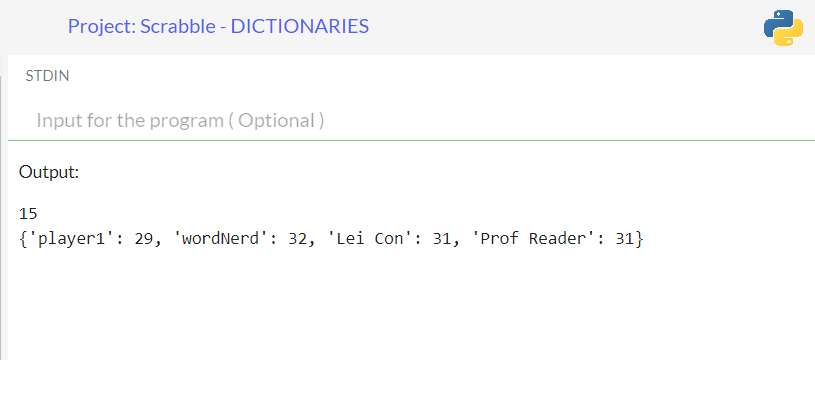 Project: Scrabble - DICTIONARIES
STDIN
Input for the program ( Optional )
Output:
15
{'player1': 29, 'wordNerd': 32, 'Lei Con': 31, 'Prof Reader': 31}